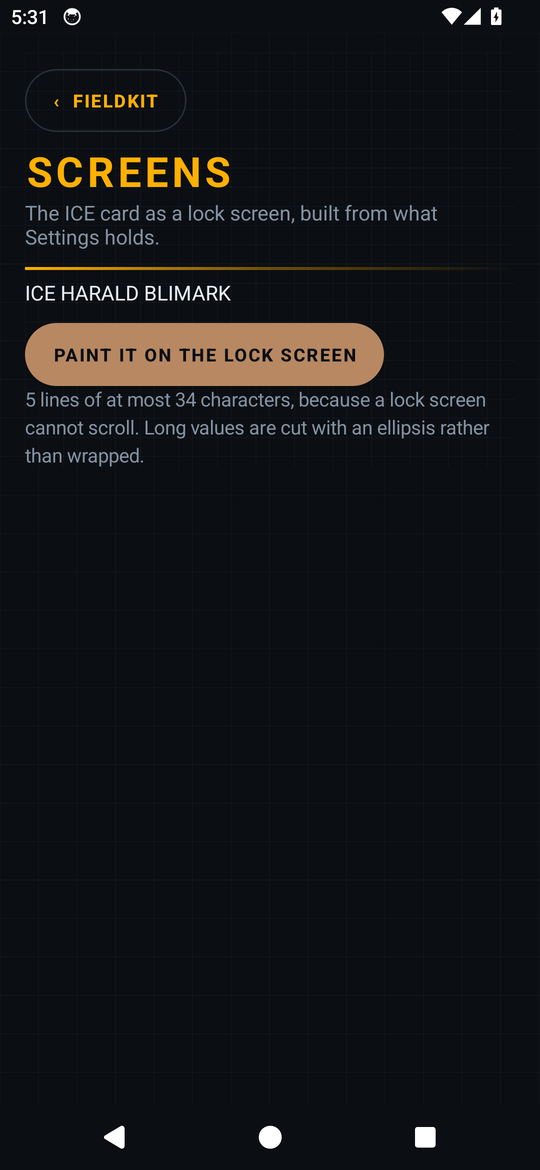 5:31
‹ FIELDKIT
SCREENS
The ICE card as a lock screen, built from what
Settings holds.
ICE HARALD BLIMARK
PAINT IT ON THE LOCK SCREEN
5 lines of at most 34 characters, because a lock screen
cannot scroll. Long values are cut with an ellipsis rather
than wrapped.